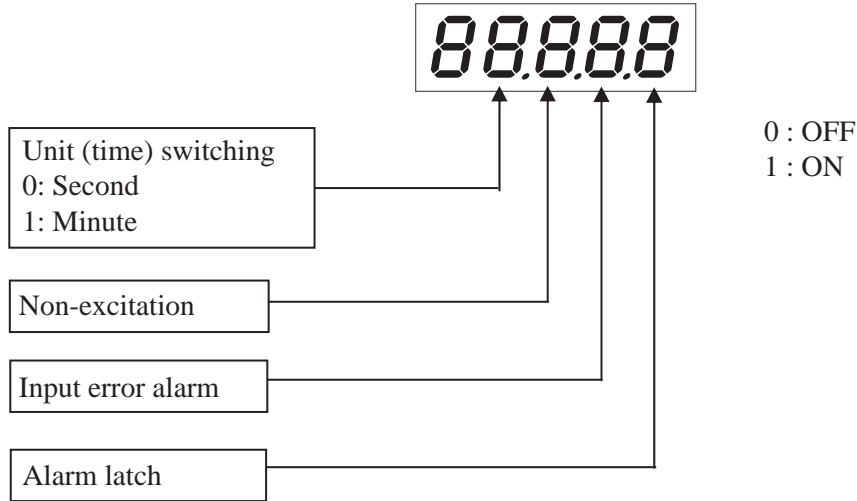 88.8.8.8
Unit (time) switching
0: Second
1: Minute
0 : OFF
1 : ON
Non-excitation
Input error alarm
Alarm latch